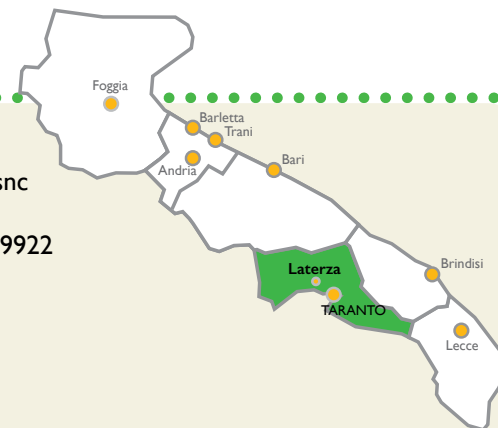 Foggia
Barletta
Trani
Andria
Bari
snc
9922
Laterza
TARANTO
Brindisi
Lecce